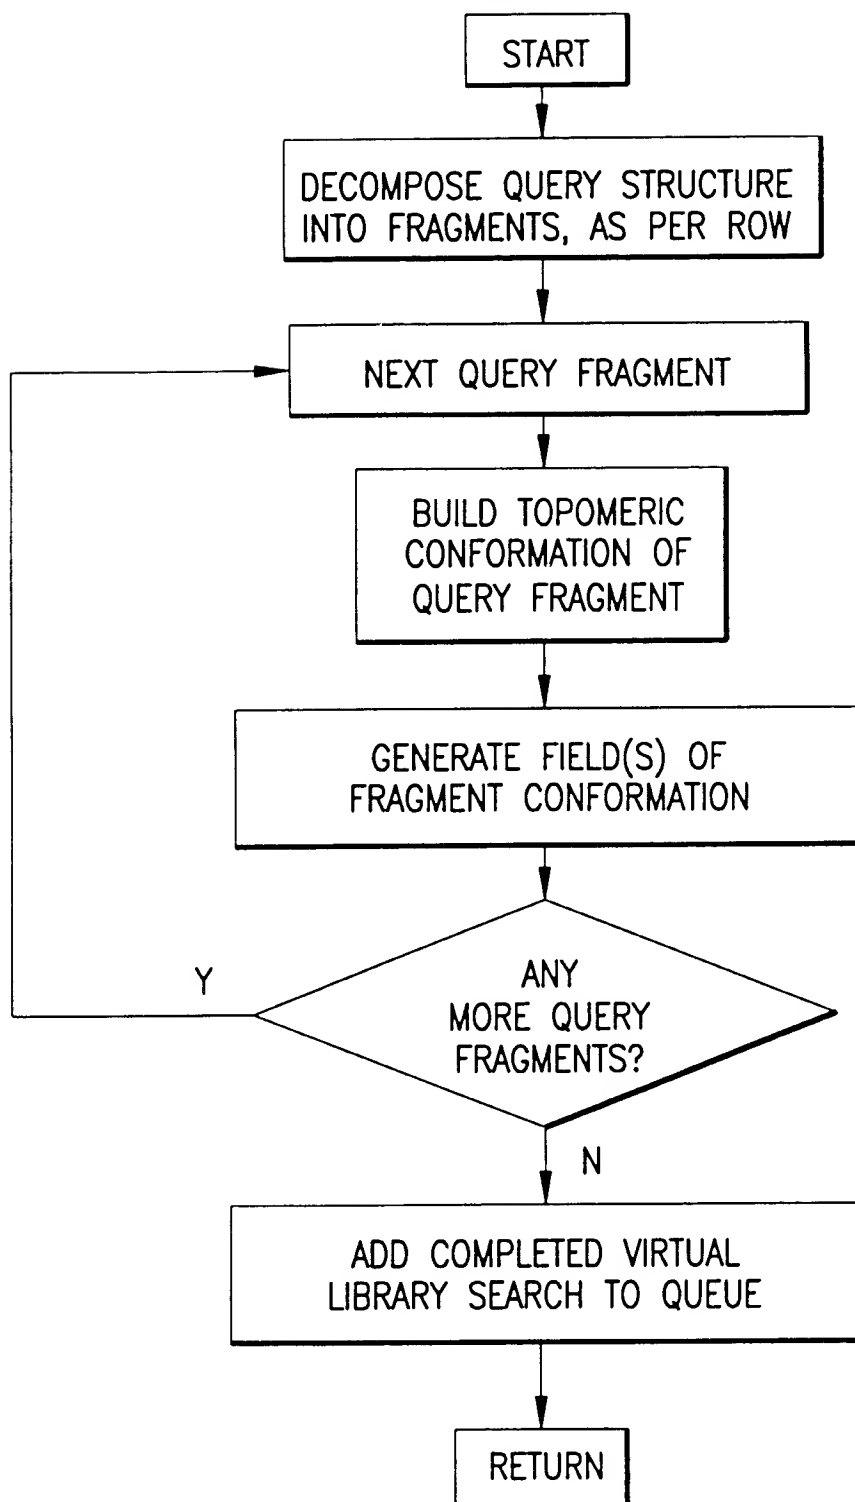 START
DECOMPOSE QUERY STRUCTURE
INTO FRAGMENTS, AS PER ROW
NEXT QUERY FRAGMENT
BUILD TOPOMERIC
CONFORMATION OF
QUERY FRAGMENT
GENERATE FIELD(S) OF
FRAGMENT CONFORMATION
Y
ANY
MORE QUERY
FRAGMENTS?
N
ADD COMPLETED VIRTUAL
LIBRARY SEARCH TO QUEUE
RETURN